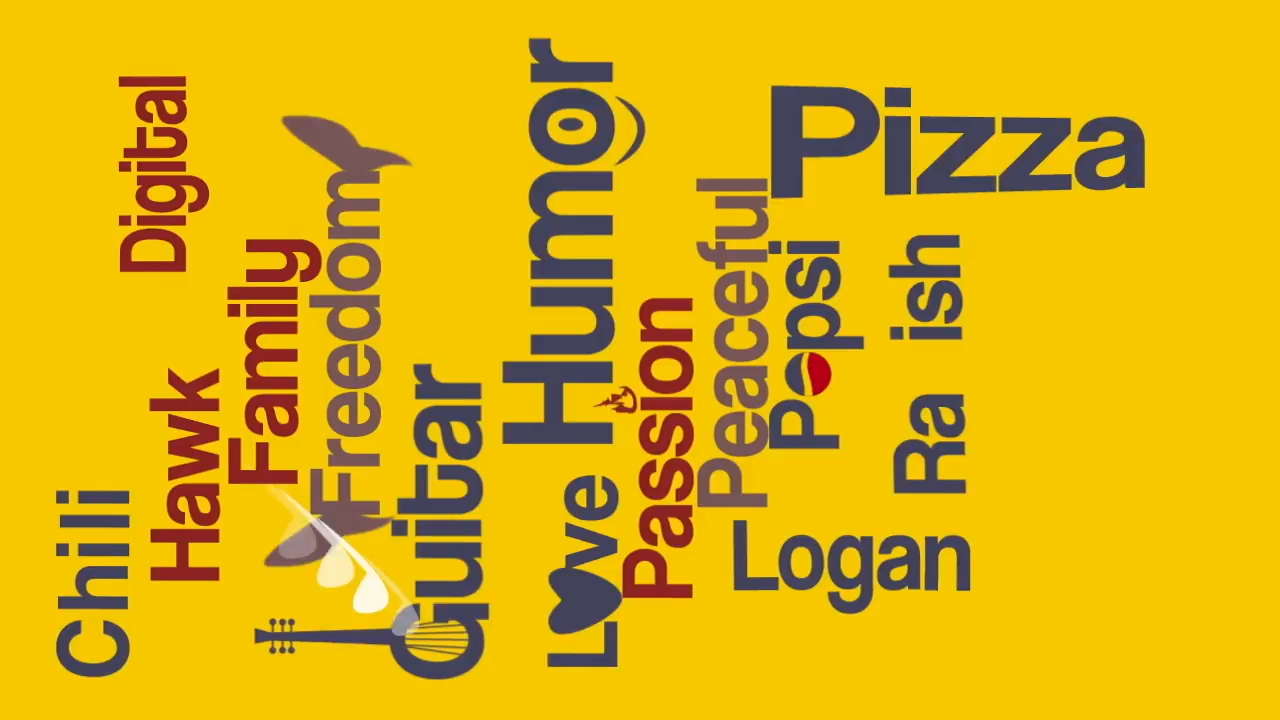 Chili
Digital
Hawk
Family
Freedom
Guitar
Humor
Love
Passion
Peaceful
Pizza
Pepsi
Ra ish
Logan